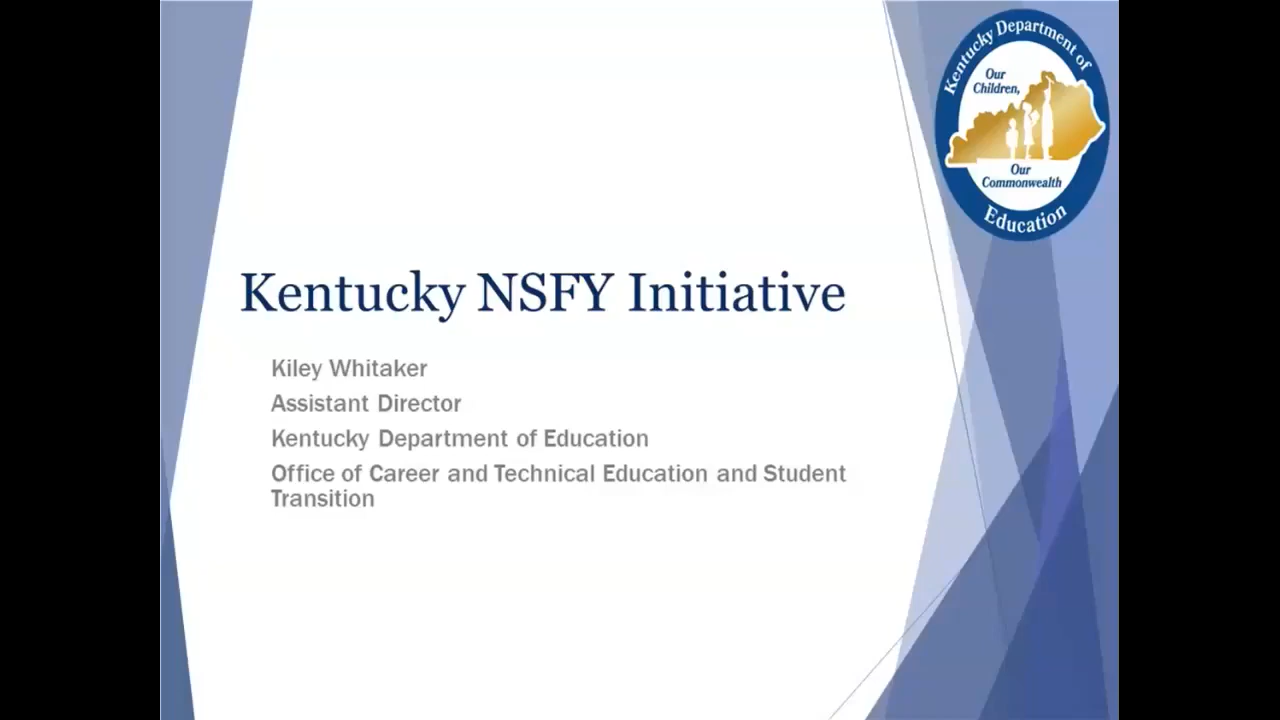 Kentucky Department of
Our
Children,
Our
Commonwealth
Education
Kentucky NSFY Initiative
Kiley Whitaker
Assistant Director
Kentucky Department of Education
Office of Career and Technical Education and Student
Transition